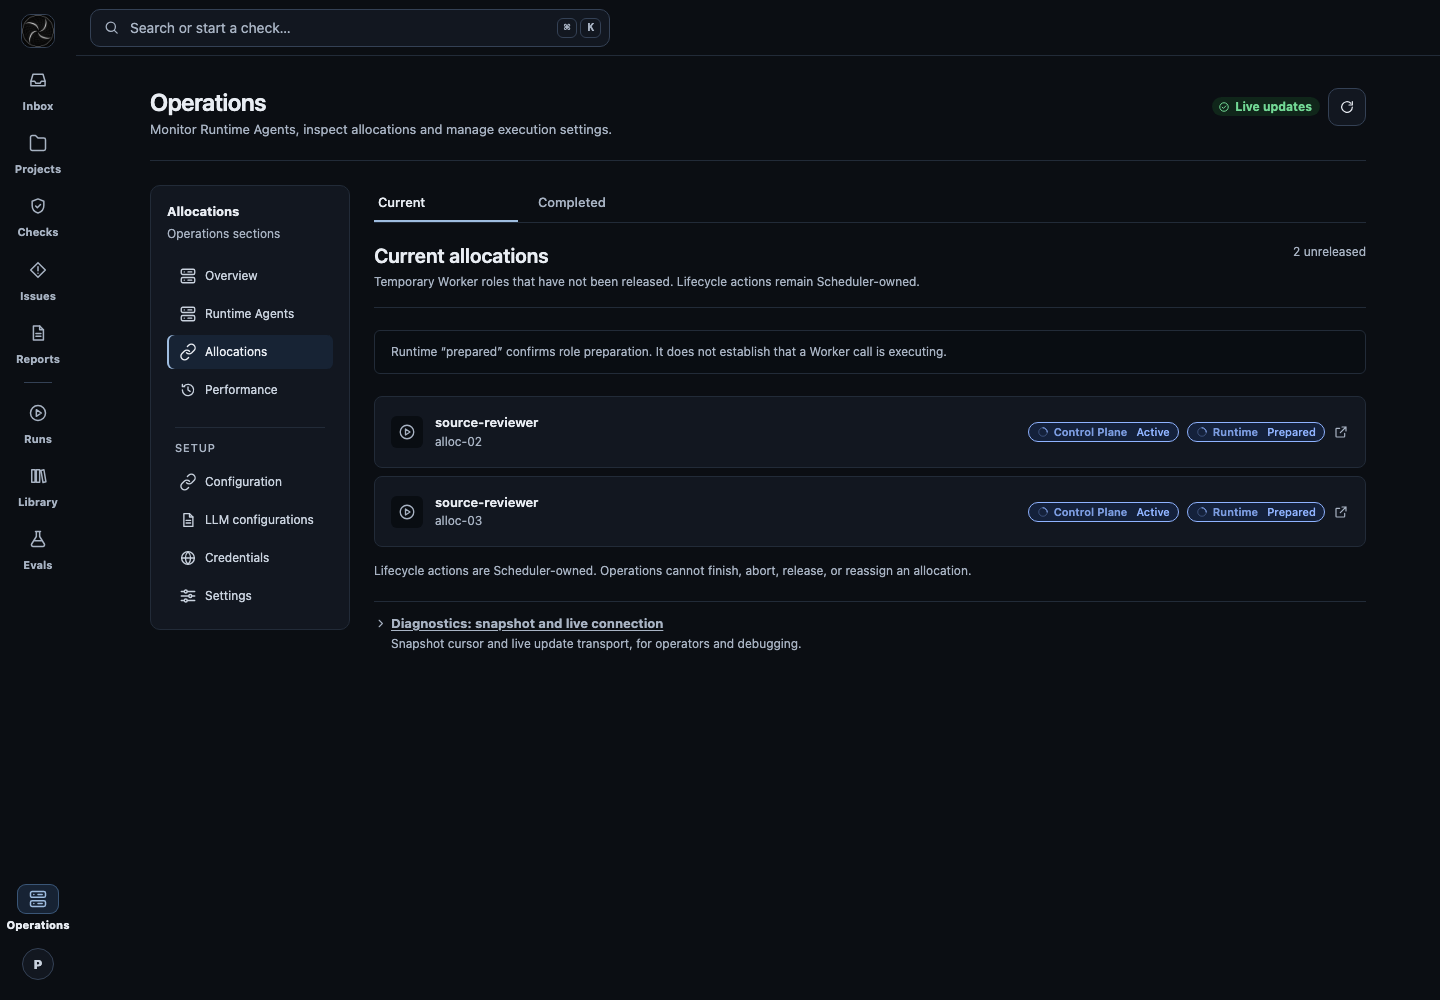 Search or start a check...
⌘ K
Inbox
Projects
Checks
Issues
Reports
Runs
Library
Evals
Operations
P
Operations
Monitor Runtime Agents, inspect allocations and manage execution settings.
Live updates
Allocations
Operations sections
Overview
Runtime Agents
Allocations
Performance
SETUP
Configuration
LLM configurations
Credentials
Settings
Current
Completed
Current allocations
2 unreleased
Temporary Worker roles that have not been released. Lifecycle actions remain Scheduler-owned.
Runtime “prepared” confirms role preparation. It does not establish that a Worker call is executing.
source-reviewer
alloc-02
Control Plane Active
Runtime Prepared
source-reviewer
alloc-03
Control Plane Active
Runtime Prepared
Lifecycle actions are Scheduler-owned. Operations cannot finish, abort, release, or reassign an allocation.
Diagnostics: snapshot and live connection
Snapshot cursor and live update transport, for operators and debugging.